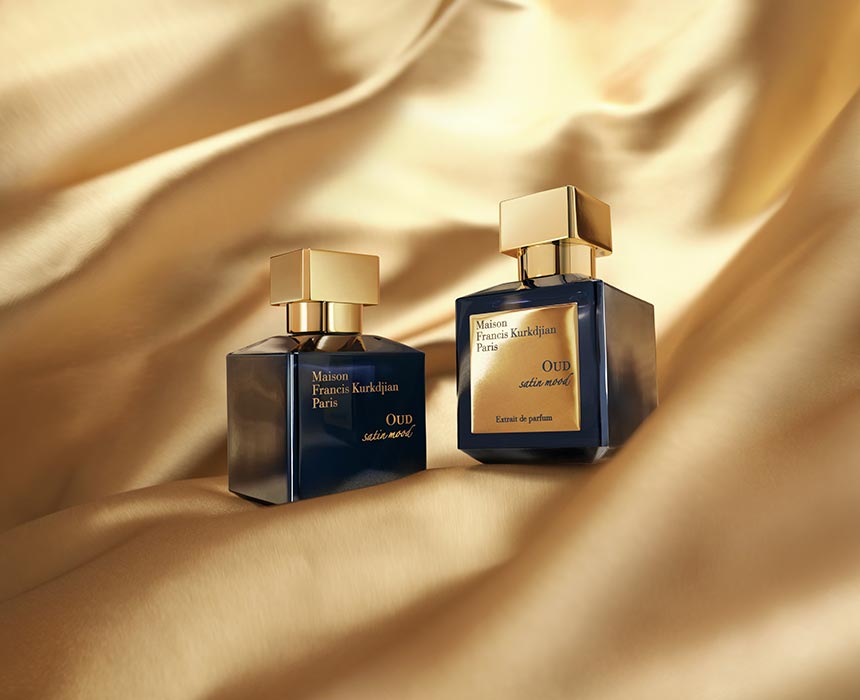 Maison
Francis Kurkdjian
Paris
OUD
satin mood
Maison
Francis Kurkdjian
Paris
OUD
satin mood
Extrait de parfum